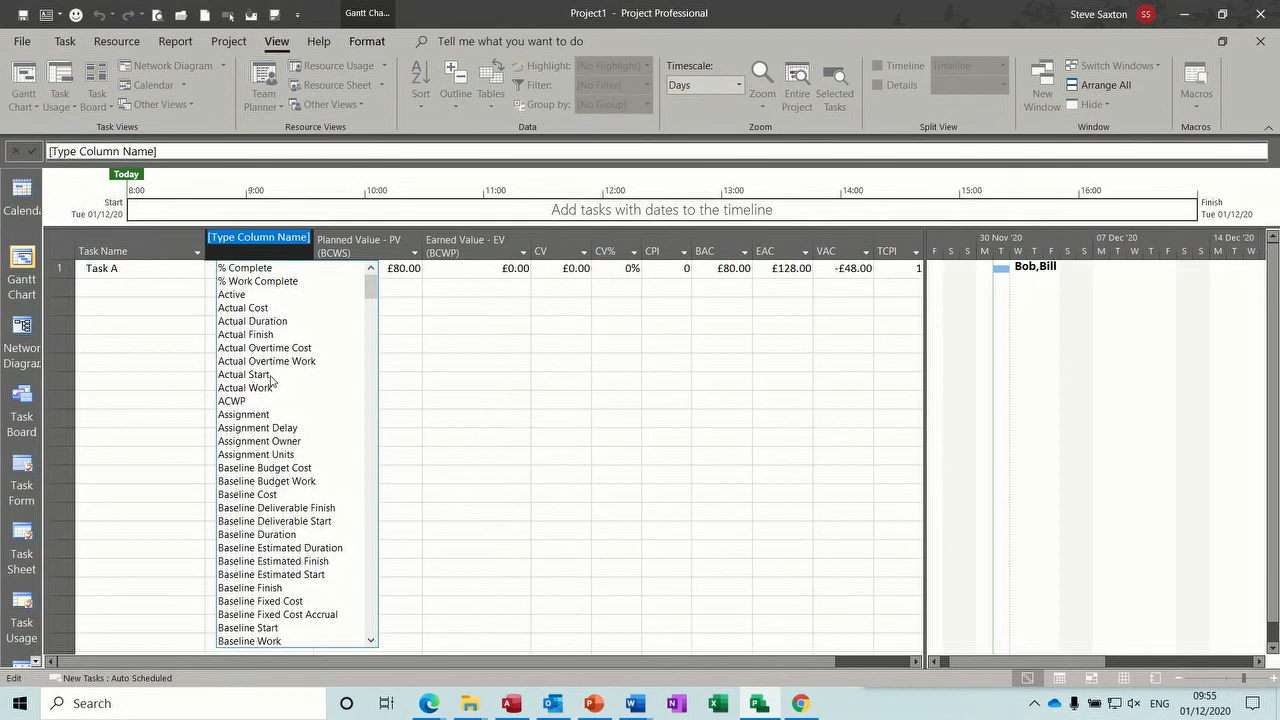 Gantt Cha...
Project1 - Project Professional
Steve Saxton SS
File Task Resource Report Project View Help Format Tell me what you want to do
Gantt Chart
Task Usage
Task Board
Network Diagram
Calendar
Other Views
Task Views
Team Planner
Resource Usage
Resource Sheet
Other Views
Resource Views
Sort
Outline
Tables
Highlight: [No Highlight]
Filter: [No Filter]
Group by: [No Group]
Data
Timescale:
Days
Zoom
Entire Project
Selected Tasks
Zoom
Timeline Timeline
Details
Split View
New Window
Switch Windows
Arrange All
Hide
Window
Macros
Macros
[Type Column Name]
Today
8:00 9:00 10:00 11:00 12:00 13:00 14:00 15:00 16:00
Start
Tue 01/12/20
Add tasks with dates to the timeline
Finish
Tue 01/12/20
Calenda
Gantt Chart
Networ Diagrar
Task Board
Task Form
Task Sheet
Task Usage
Task Name [Type Column Name] Planned Value - PV (BCWS) Earned Value - EV (BCWP) CV CV% CPI BAC EAC VAC TCPI
30 Nov '20 07 Dec '20 14 Dec '20
F S S M T W T F S S M T W T F S S M T W
1 Task A £80.00 £0.00 £0.00 0% 0 £80.00 £128.00 -£48.00 1
Bob,Bill
% Complete
% Work Complete
Active
Actual Cost
Actual Duration
Actual Finish
Actual Overtime Cost
Actual Overtime Work
Actual Start
Actual Work
ACWP
Assignment
Assignment Delay
Assignment Owner
Assignment Units
Baseline Budget Cost
Baseline Budget Work
Baseline Cost
Baseline Deliverable Finish
Baseline Deliverable Start
Baseline Duration
Baseline Estimated Duration
Baseline Estimated Finish
Baseline Estimated Start
Baseline Finish
Baseline Fixed Cost
Baseline Fixed Cost Accrual
Baseline Start
Baseline Work
Edit New Tasks : Auto Scheduled
Search
ENG
09:55
01/12/2020